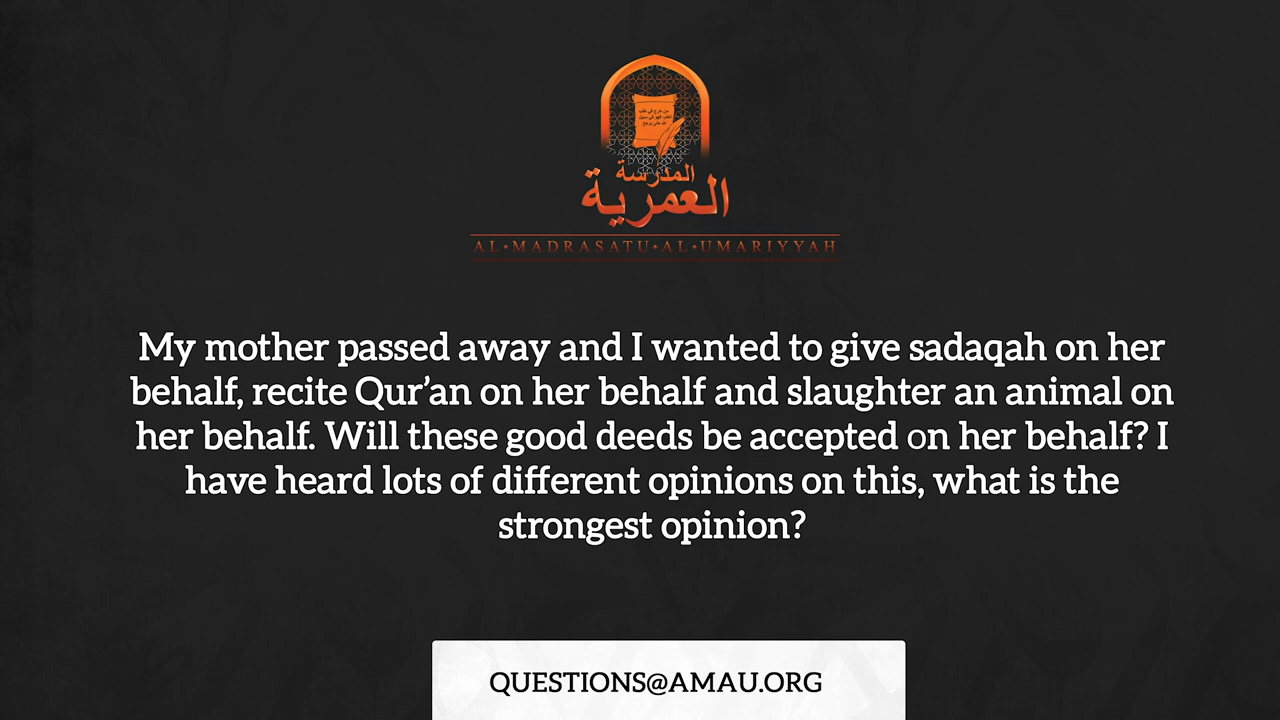 المدرسة
العمرية
AL•MADRASATU•AL•UMARIYYAH
My mother passed away and I wanted to give sadaqah on her
behalf, recite Qur’an on her behalf and slaughter an animal on
her behalf. Will these good deeds be accepted on her behalf? I
have heard lots of different opinions on this, what is the
strongest opinion?
QUESTIONS@AMAU.ORG